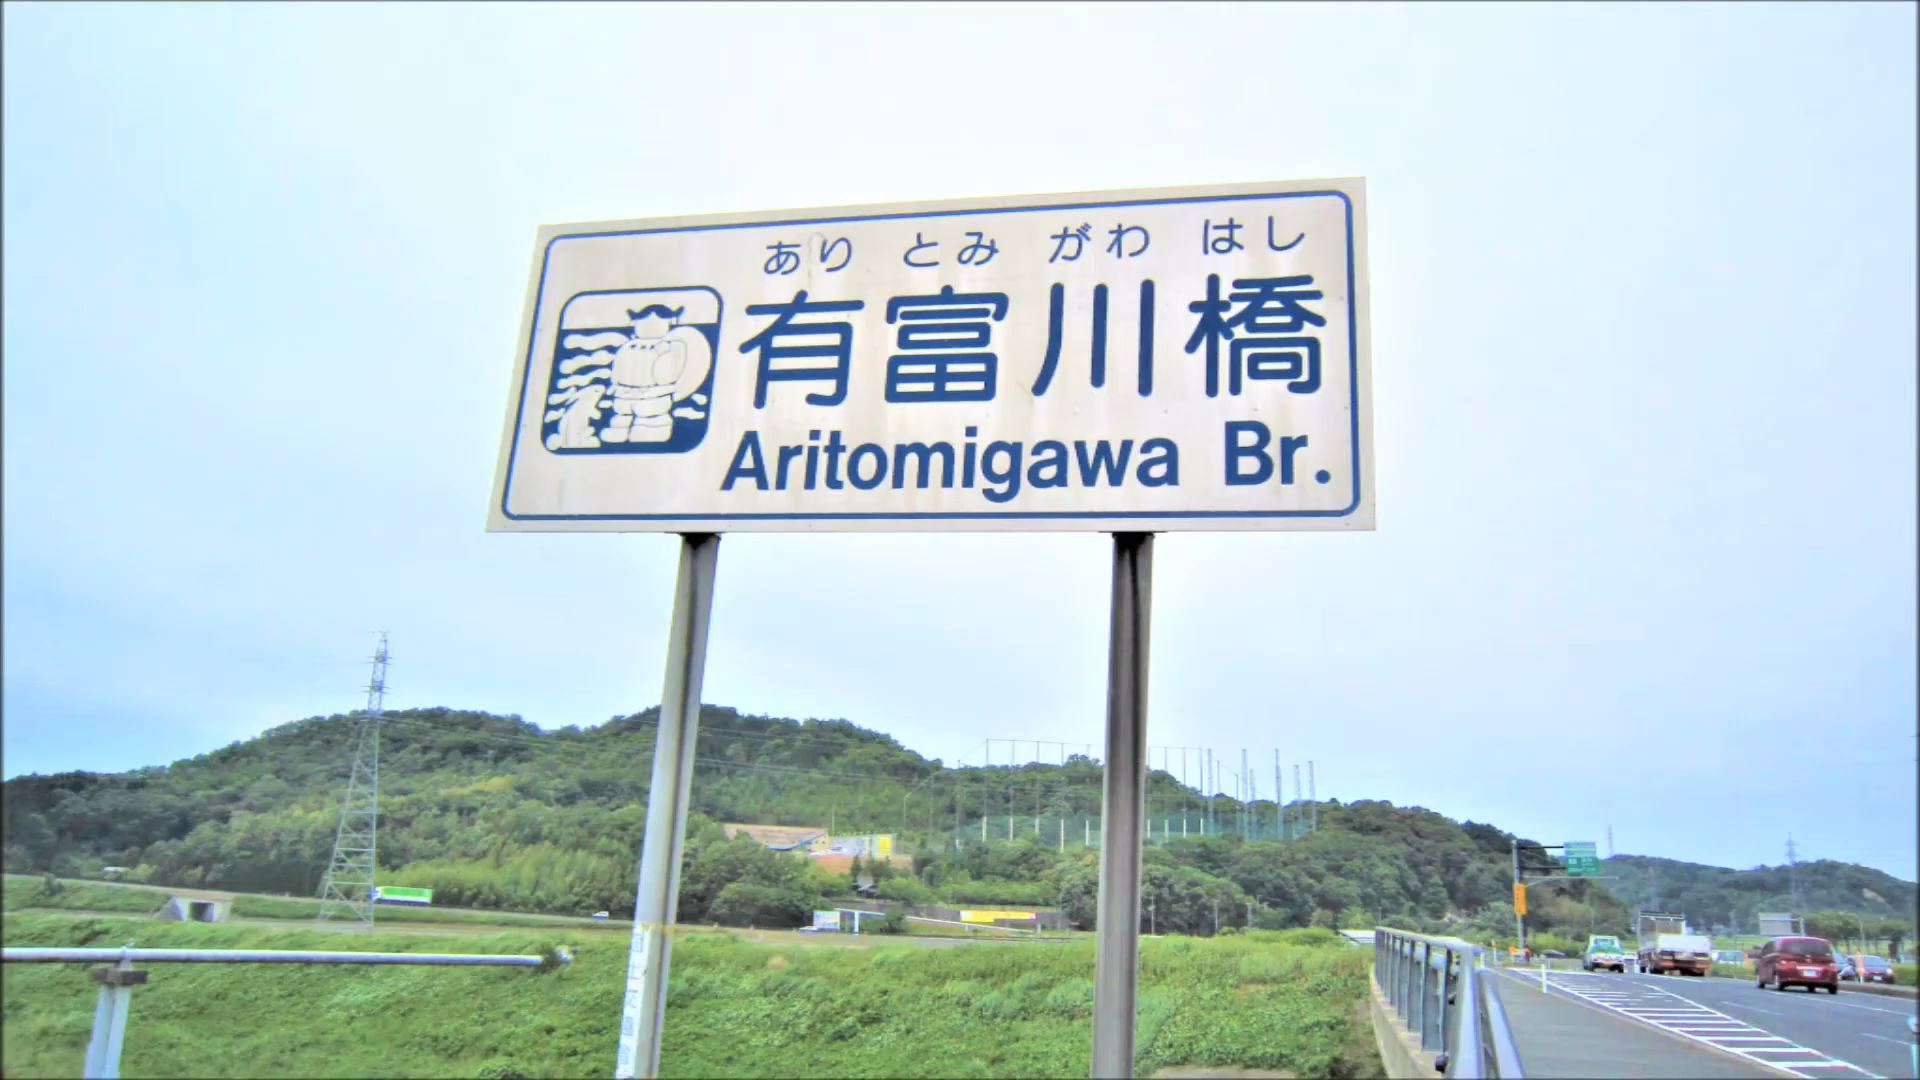 あり とみ がわ はし
有富川橋
Aritomigawa Br.